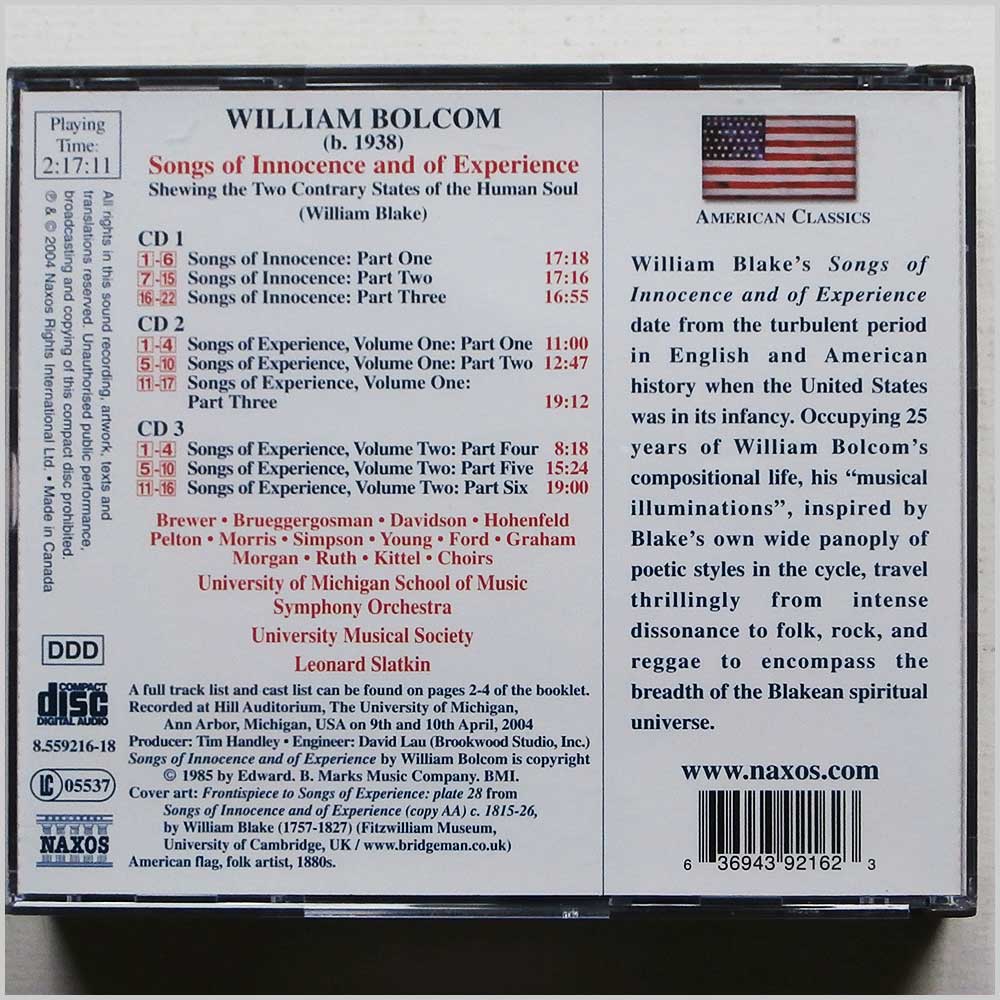 Playing
Time:
2:17:11
All rights in this sound recording, artwork, texts and
translations reserved. Unauthorised public performance,
broadcasting and copying of this compact disc prohibited.
℗ & © 2004 Naxos Rights International Ltd. • Made in Canada
DDD
COMPACT
disc
DIGITAL AUDIO
8.559216-18
LC 05537
NAXOS
WILLIAM BOLCOM
(b. 1938)
Songs of Innocence and of Experience
Shewing the Two Contrary States of the Human Soul
(William Blake)
CD 1
1-6 Songs of Innocence: Part One 17:18
7-15 Songs of Innocence: Part Two 17:16
16-22 Songs of Innocence: Part Three 16:55
CD 2
1-4 Songs of Experience, Volume One: Part One 11:00
5-10 Songs of Experience, Volume One: Part Two 12:47
11-17 Songs of Experience, Volume One:
Part Three 19:12
CD 3
1-4 Songs of Experience, Volume Two: Part Four 8:18
5-10 Songs of Experience, Volume Two: Part Five 15:24
11-16 Songs of Experience, Volume Two: Part Six 19:00
Brewer • Brueggergosman • Davidson • Hohenfeld
Pelton • Morris • Simpson • Young • Ford • Graham
Morgan • Ruth • Kittel • Choirs
University of Michigan School of Music
Symphony Orchestra
University Musical Society
Leonard Slatkin
A full track list and cast list can be found on pages 2-4 of the booklet.
Recorded at Hill Auditorium, The University of Michigan,
Ann Arbor, Michigan, USA on 9th and 10th April, 2004
Producer: Tim Handley • Engineer: David Lau (Brookwood Studio, Inc.)
Songs of Innocence and of Experience by William Bolcom is copyright
© 1985 by Edward. B. Marks Music Company. BMI.
Cover art: Frontispiece to Songs of Experience: plate 28 from
Songs of Innocence and of Experience (copy AA) c. 1815-26,
by William Blake (1757-1827) (Fitzwilliam Museum,
University of Cambridge, UK / www.bridgeman.co.uk)
American flag, folk artist, 1880s.
AMERICAN CLASSICS
William Blake's Songs of
Innocence and of Experience
date from the turbulent period
in English and American
history when the United States
was in its infancy. Occupying 25
years of William Bolcom's
compositional life, his “musical
illuminations”, inspired by
Blake's own wide panoply of
poetic styles in the cycle, travel
thrillingly from intense
dissonance to folk, rock, and
reggae to encompass the
breadth of the Blakean spiritual
universe.
www.naxos.com
6 36943 92162 3